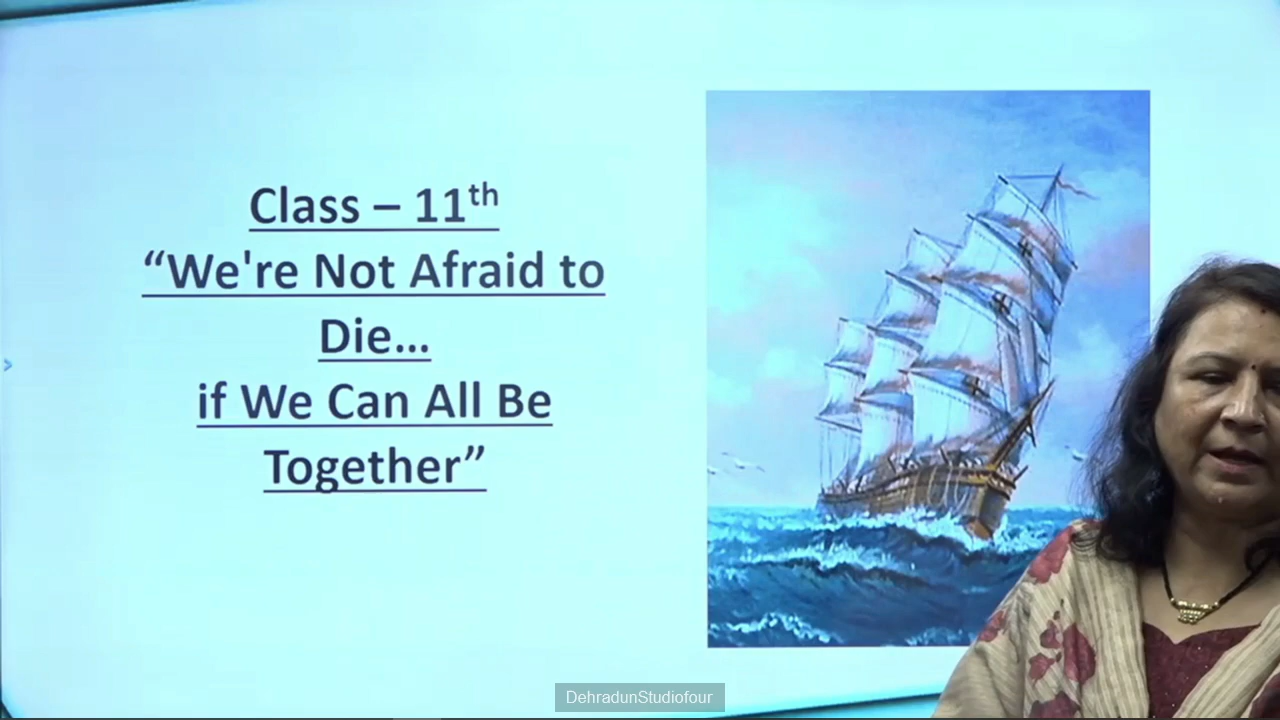 Class – 11th
“We're Not Afraid to
Die...
if We Can All Be
Together”
DehradunStudiofour